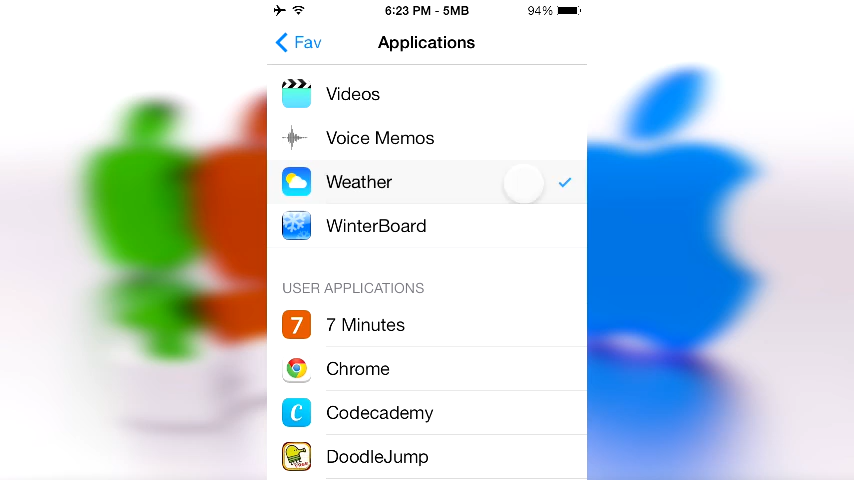 6:23 PM - 5MB
94%
Fav
Applications
Videos
Voice Memos
Weather
WinterBoard
USER APPLICATIONS
7
7 Minutes
Chrome
C
Codecademy
DoodleJump